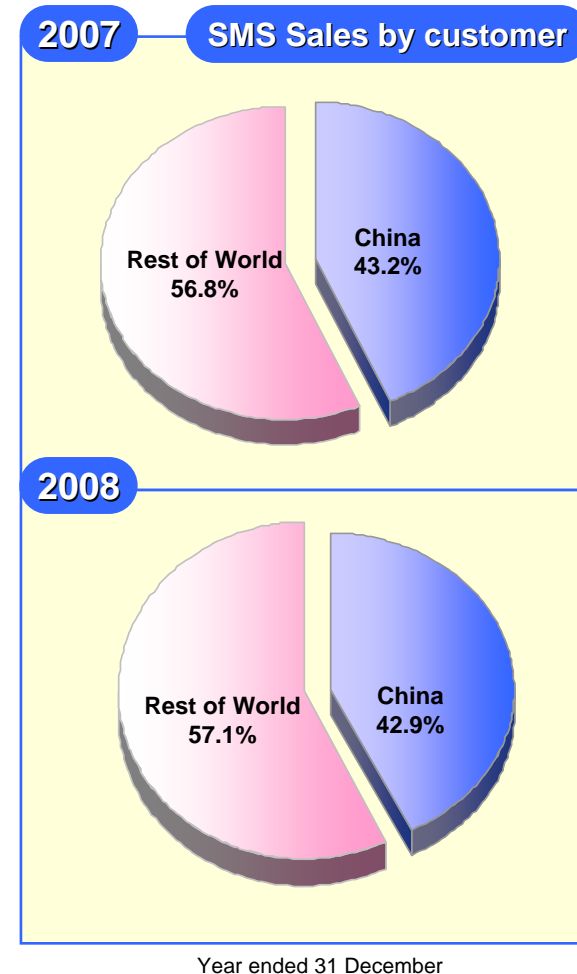 2007
SMS Sales by customer
Rest of World
56.8%
China
43.2%
2008
Rest of World
57.1%
China
42.9%
Year ended 31 December